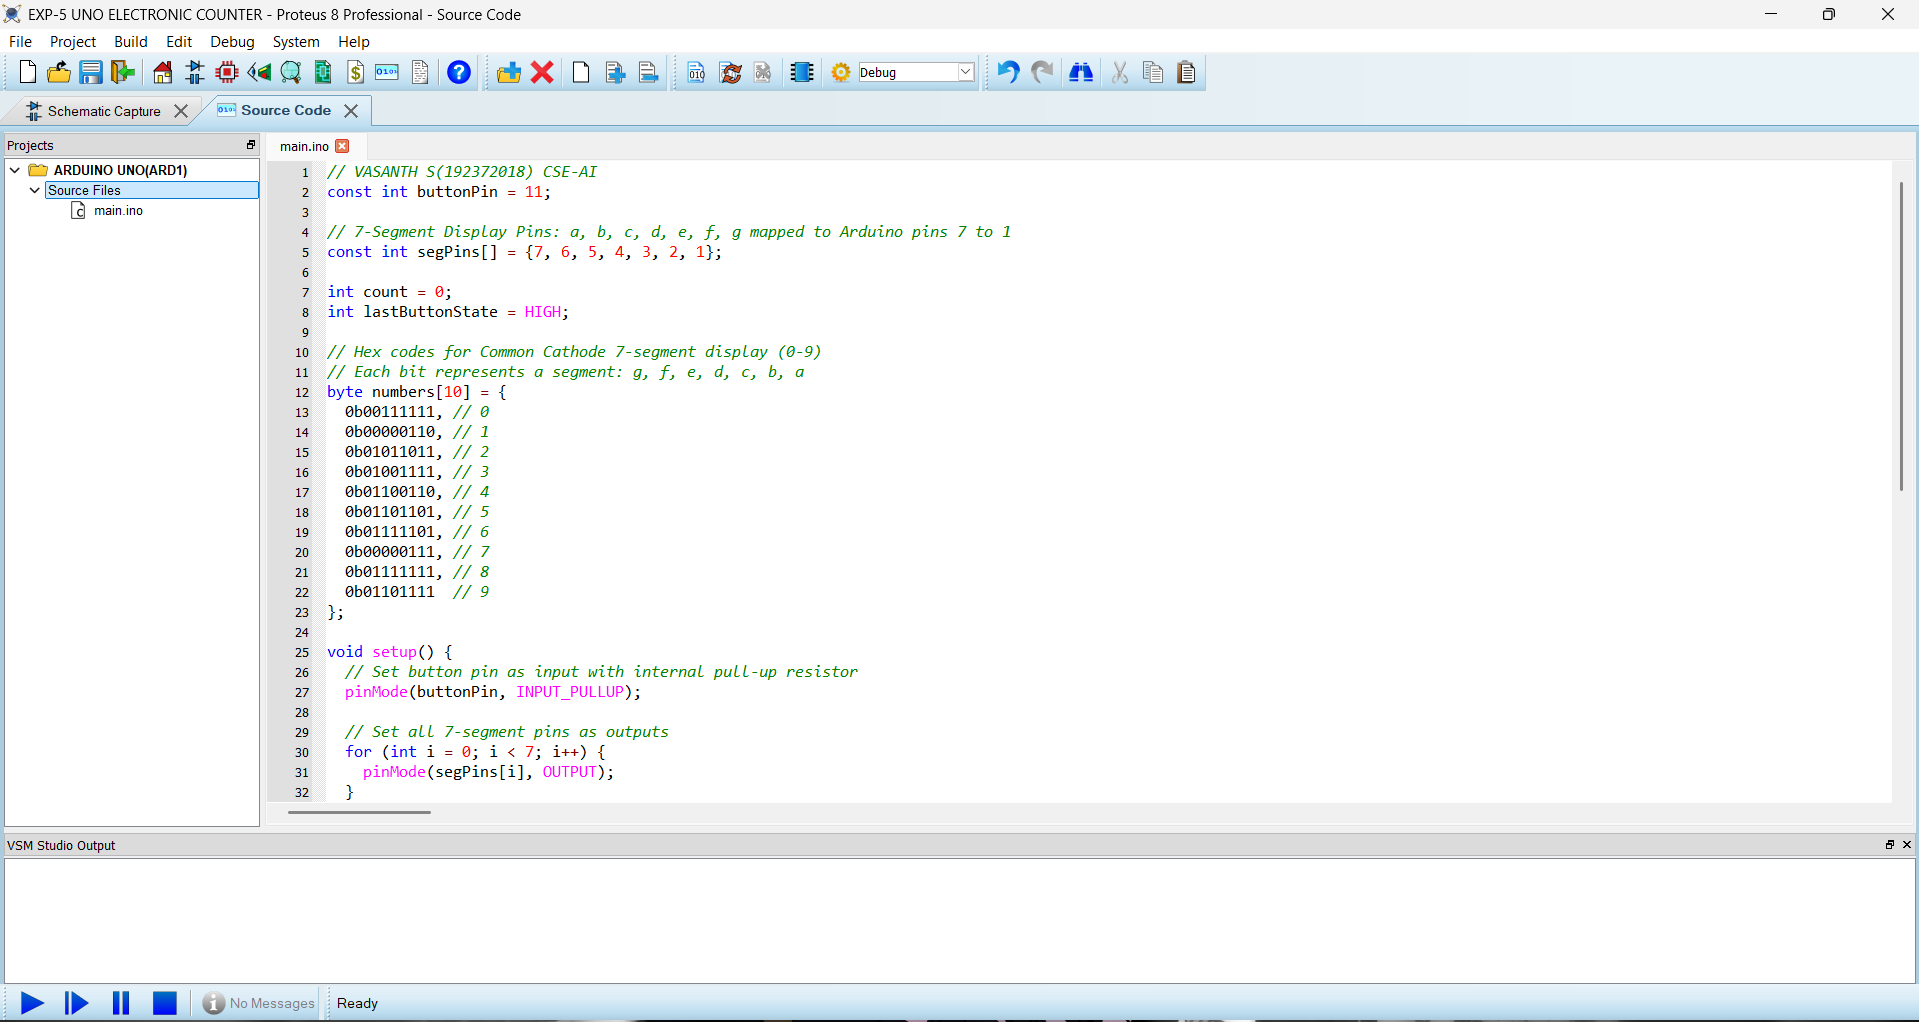 EXP-5 UNO ELECTRONIC COUNTER - Proteus 8 Professional - Source Code
File Project Build Edit Debug System Help
Debug
Schematic Capture Source Code
Projects
main.ino
ARDUINO UNO(ARD1)
Source Files
main.ino
1 // VASANTH S(192372018) CSE-AI
2 const int buttonPin = 11;
3
4 // 7-Segment Display Pins: a, b, c, d, e, f, g mapped to Arduino pins 7 to 1
5 const int segPins[] = {7, 6, 5, 4, 3, 2, 1};
6
7 int count = 0;
8 int lastButtonState = HIGH;
9
10 // Hex codes for Common Cathode 7-segment display (0-9)
11 // Each bit represents a segment: g, f, e, d, c, b, a
12 byte numbers[10] = {
13 0b00111111, // 0
14 0b00000110, // 1
15 0b01011011, // 2
16 0b01001111, // 3
17 0b01100110, // 4
18 0b01101101, // 5
19 0b01111101, // 6
20 0b00000111, // 7
21 0b01111111, // 8
22 0b01101111 // 9
23 };
24
25 void setup() {
26 // Set button pin as input with internal pull-up resistor
27 pinMode(buttonPin, INPUT_PULLUP);
28
29 // Set all 7-segment pins as outputs
30 for (int i = 0; i < 7; i++) {
31 pinMode(segPins[i], OUTPUT);
32 }
VSM Studio Output
No Messages Ready